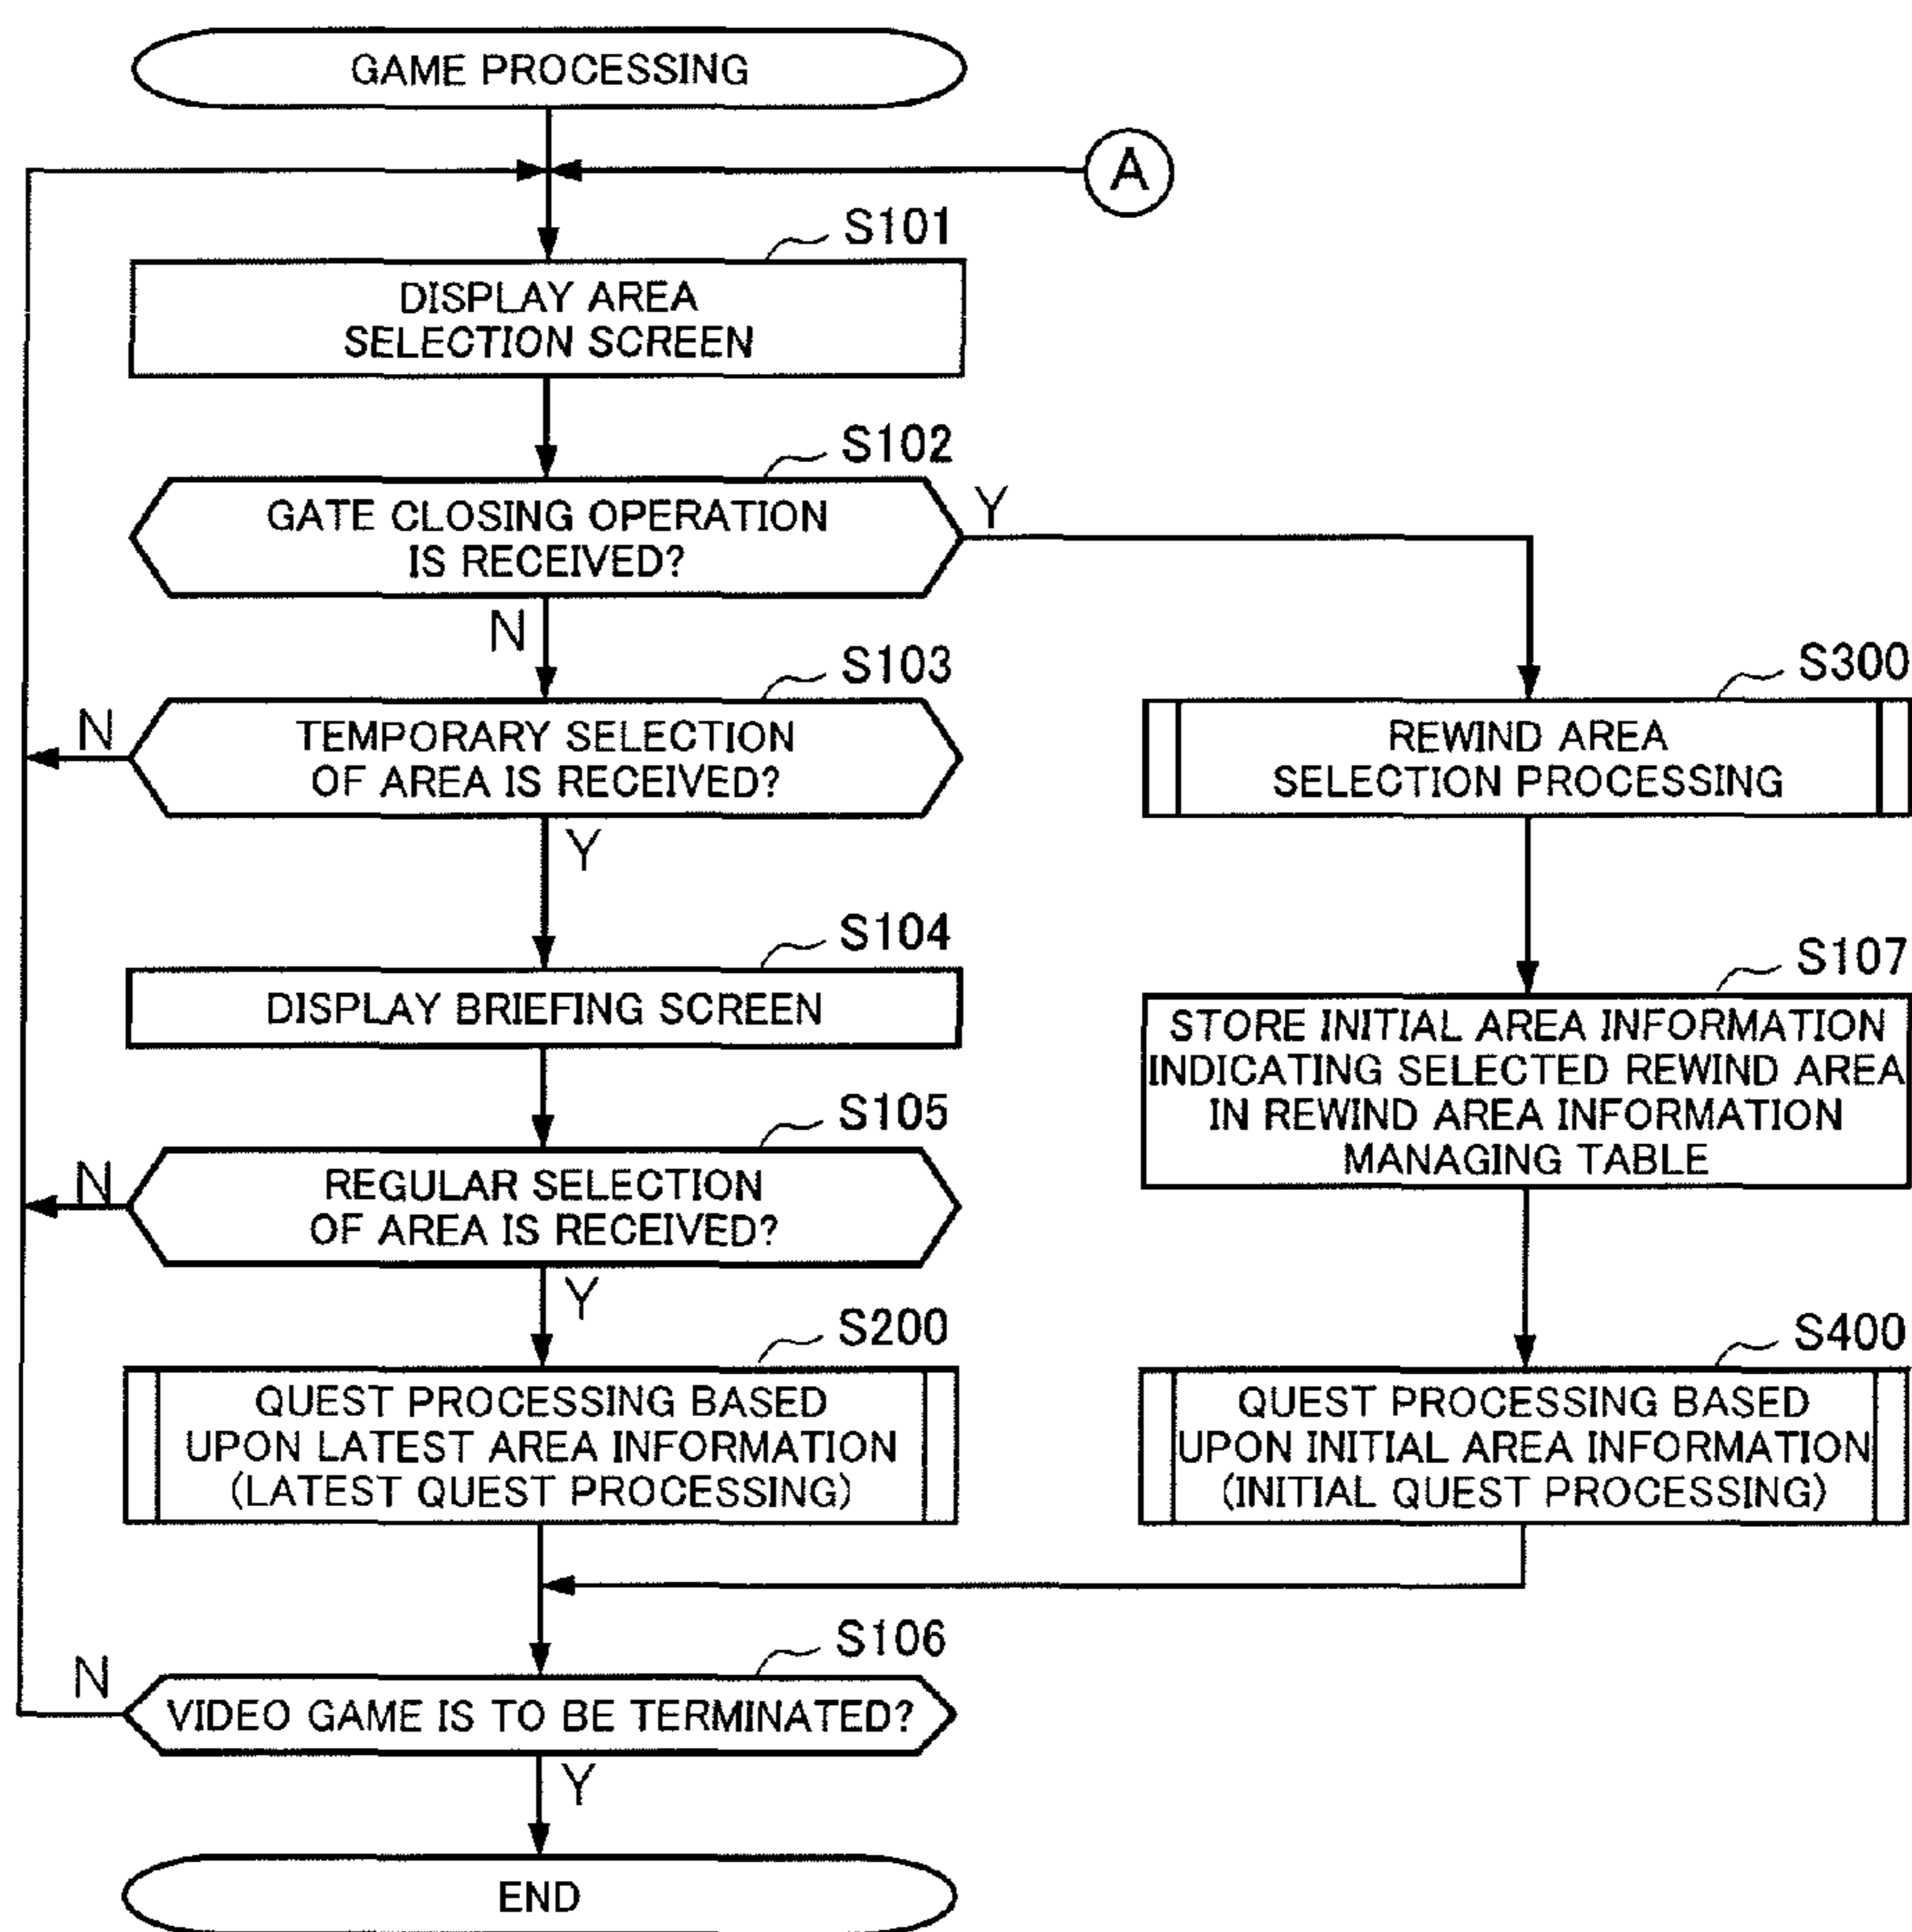 GAME PROCESSING
A
S101
DISPLAY AREA
SELECTION SCREEN
S102
GATE CLOSING OPERATION
IS RECEIVED?
Y
N
S103
TEMPORARY SELECTION
OF AREA IS RECEIVED?
N
Y
S300
REWIND AREA
SELECTION PROCESSING
S104
DISPLAY BRIEFING SCREEN
S107
STORE INITIAL AREA INFORMATION
INDICATING SELECTED REWIND AREA
IN REWIND AREA INFORMATION
MANAGING TABLE
S105
REGULAR SELECTION
OF AREA IS RECEIVED?
N
Y
S200
QUEST PROCESSING BASED
UPON LATEST AREA INFORMATION
(LATEST QUEST PROCESSING)
S400
QUEST PROCESSING BASED
UPON INITIAL AREA INFORMATION
(INITIAL QUEST PROCESSING)
S106
VIDEO GAME IS TO BE TERMINATED?
N
Y
END